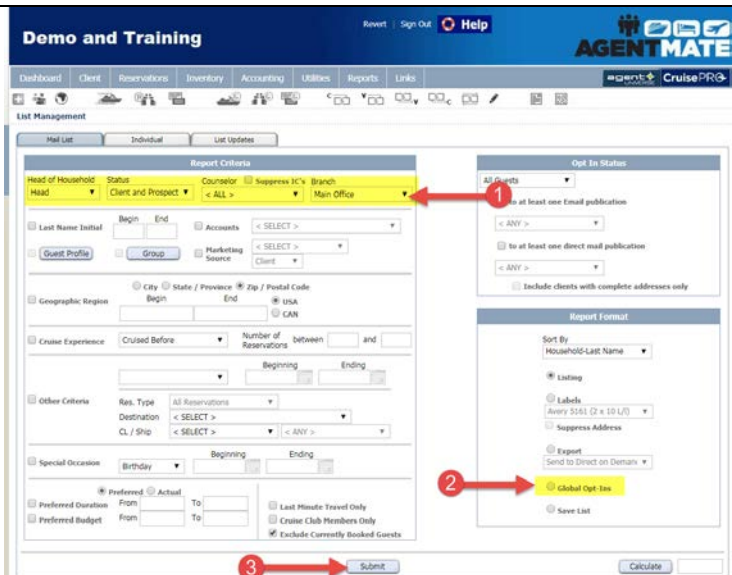 Revert | Sign Out Help
Demo and Training
AGENTMATE
Dashboard Client Reservations Inventory Accounting Utilities Reports Links
agent UNIVERSE CruisePRO
List Management
Mail List Individual List Updates
Report Criteria
Head of Household Status Counselor Suppress IC's Branch
Head Client and Prospect < ALL > Main Office
1
Last Name Initial Begin End Accounts < SELECT >
Guest Profile Group Marketing Source < SELECT >
Client
City State / Province Zip / Postal Code
Geographic Region Begin End USA
CAN
Cruise Experience Cruised Before Number of Reservations between and
Beginning Ending
Other Criteria Res. Type All Reservations
Destination < SELECT >
CL / Ship < SELECT > < ANY >
Beginning Ending
Special Occasion Birthday
Preferred Actual
Preferred Duration From To Last Minute Travel Only
Preferred Budget From To Cruise Club Members Only
Exclude Currently Booked Guests
3
Submit
Calculate
Opt In Status
All Guests
to at least one Email publication
< ANY >
to at least one direct mail publication
< ANY >
Include clients with complete addresses only
Report Format
Sort By
Household-Last Name
Listing
Labels
Avery 5161 (2 x 10 L/l)
Suppress Address
Export
Send to Direct on Deman
2
Global Opt-Ins
Save List